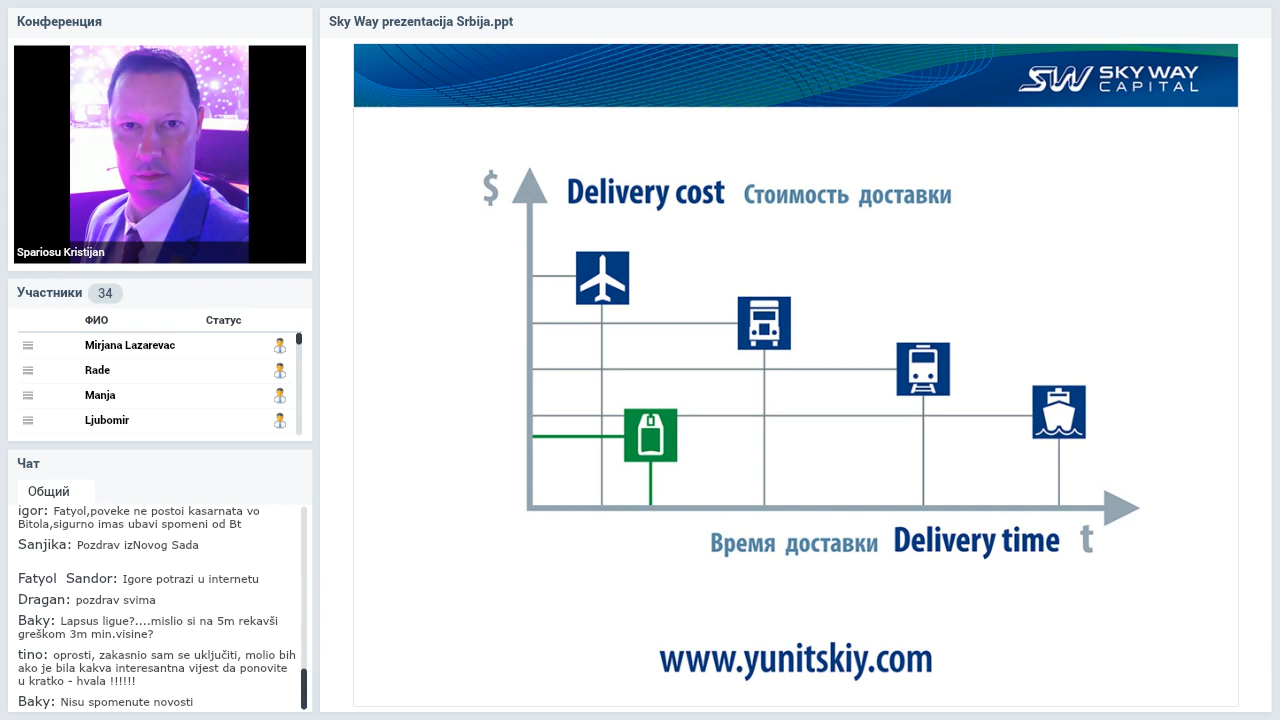 Конференция
Spariosu Kristijan
Участники 34
ФИО Статус
Mirjana Lazarevac
Rade
Manja
Ljubomir
Чат
Общий
igor: Fatyol,poveke ne postoi kasarnata vo
Bitola,sigurno imas ubavi spomeni od Bt
Sanjika: Pozdrav izNovog Sada
Fatyol Sandor: Igore potrazi u internetu
Dragan: pozdrav svima
Baky: Lapsus ligue?....mislio si na 5m rekavši
greškom 3m min.visine?
tino: oprosti, zakasnio sam se uključiti, molio bih
ako je bila kakva interesantna vijest da ponovite
u kratko - hvala !!!!!!
Baky: Nisu spomenute novosti
Sky Way prezentacija Srbija.ppt
SW SKY WAY
CAPITAL
$ Delivery cost Стоимость доставки
Время доставки Delivery time t
www.yunitskiy.com